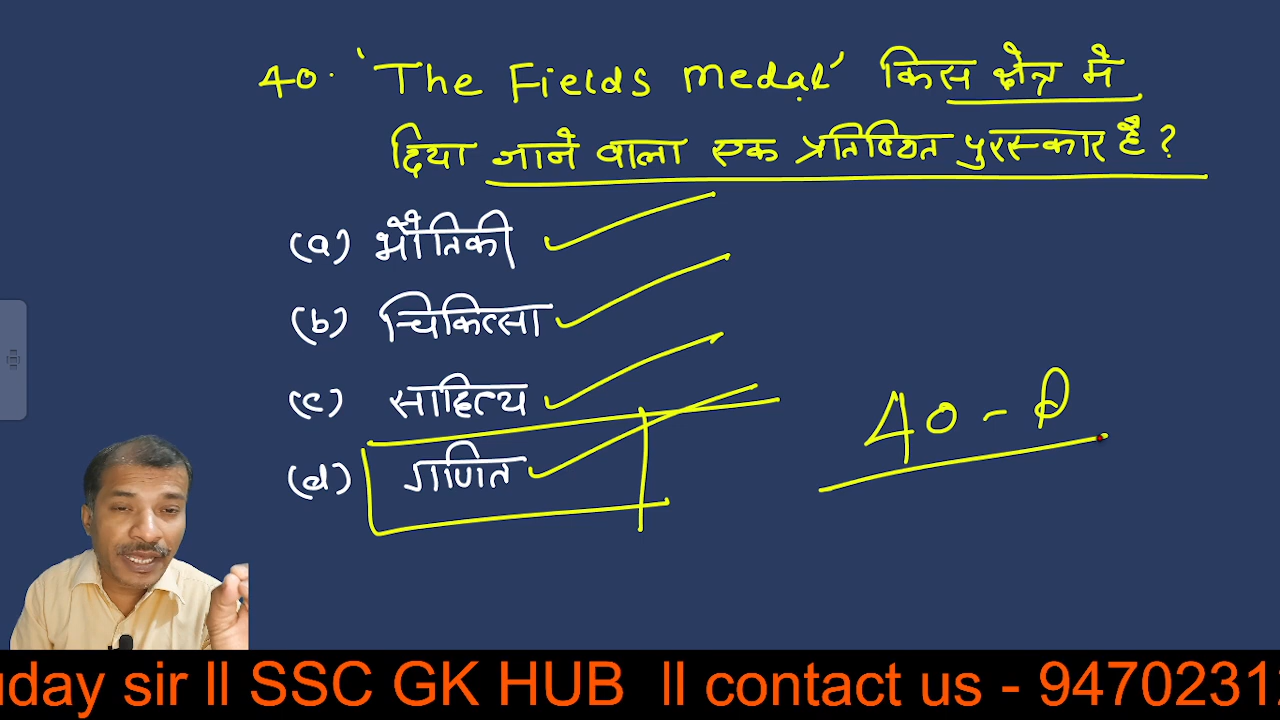 40. 'The Fields medal' किस क्षेत्र मे
दिया जाने वाला एक प्रतिष्ठित पुरस्कार है ?
(a) भौतिकी
(b) चिकित्सा
(c) साहित्य
(d) गणित
40 - D
uday sir ll SSC GK HUB ll contact us - 9470231